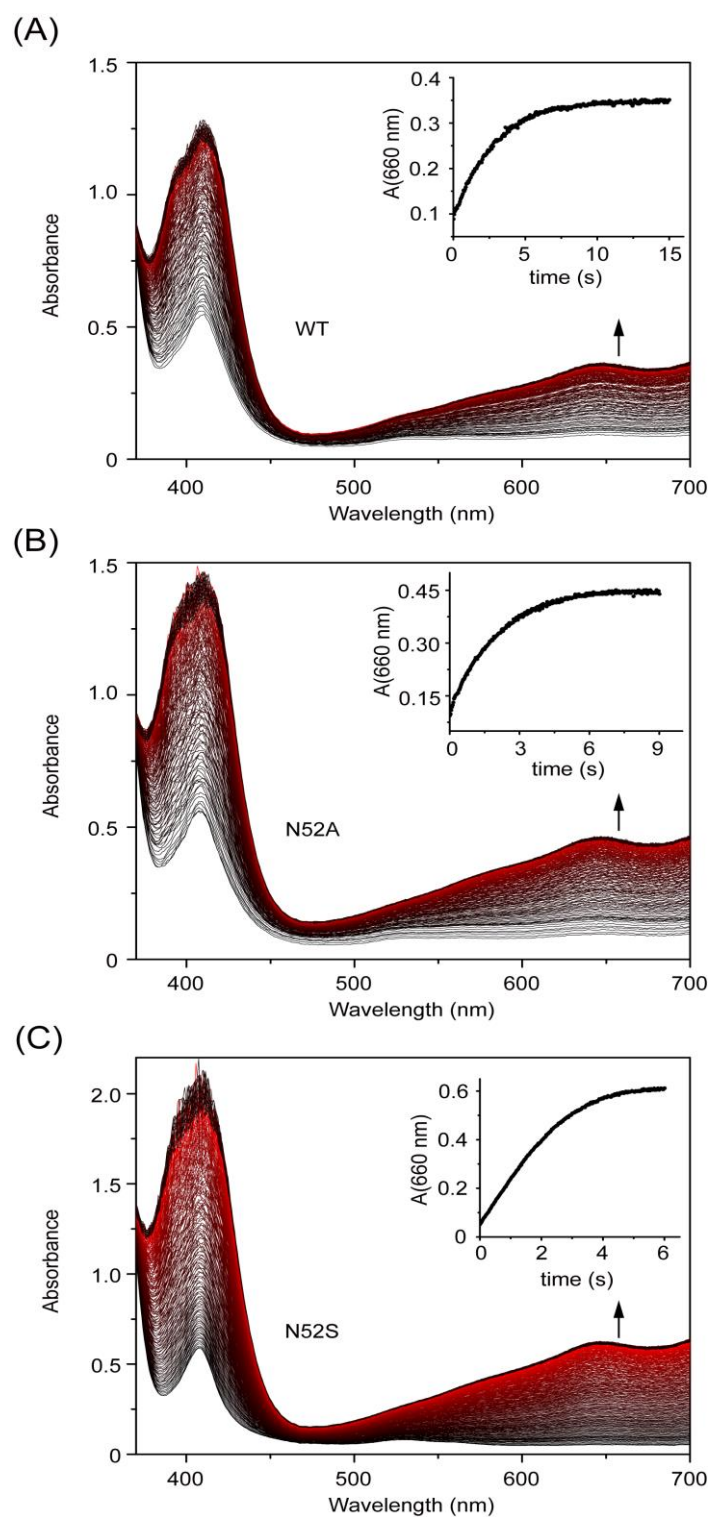 (A)
1.5
1.0
0.5
0
Absorbance
400
500
600
700
Wavelength (nm)
WT
0.4
0.3
0.2
0.1
A(660 nm)
0
5
10
15
time (s)
(B)
1.5
1.0
0.5
0
Absorbance
400
500
600
700
Wavelength (nm)
N52A
0.45
0.30
0.15
A(660 nm)
0
3
6
9
time (s)
(C)
2.0
1.5
1.0
0.5
0
Absorbance
400
500
600
700
Wavelength (nm)
N52S
0.6
0.4
0.2
0
A(660 nm)
0
2
4
6
time (s)